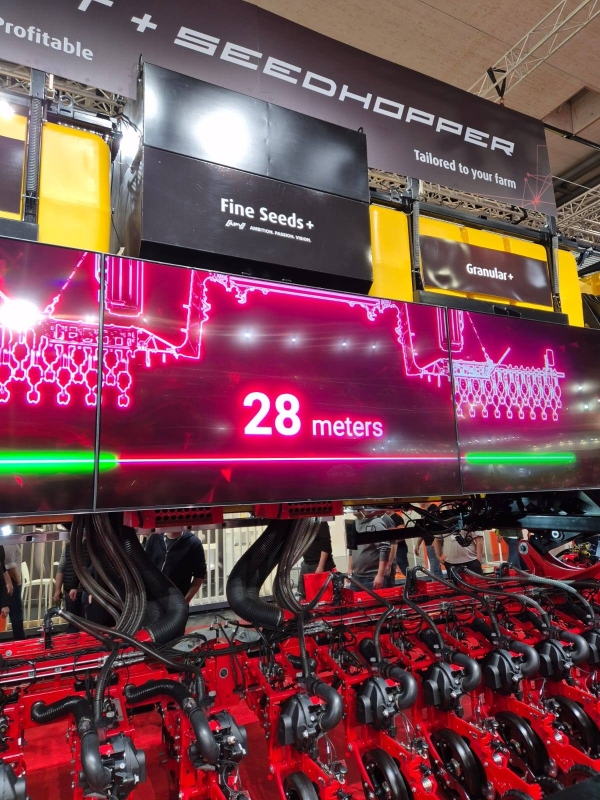 + SEEDHOPPER
Profitable
Tailored to your farm
Fine Seeds+
AMBITION. PASSION. VISION.
Granular+
28 meters